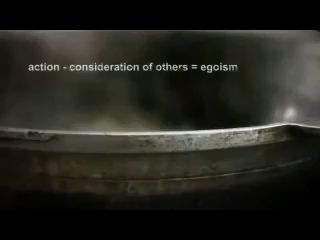 action - consideration of others = egoism